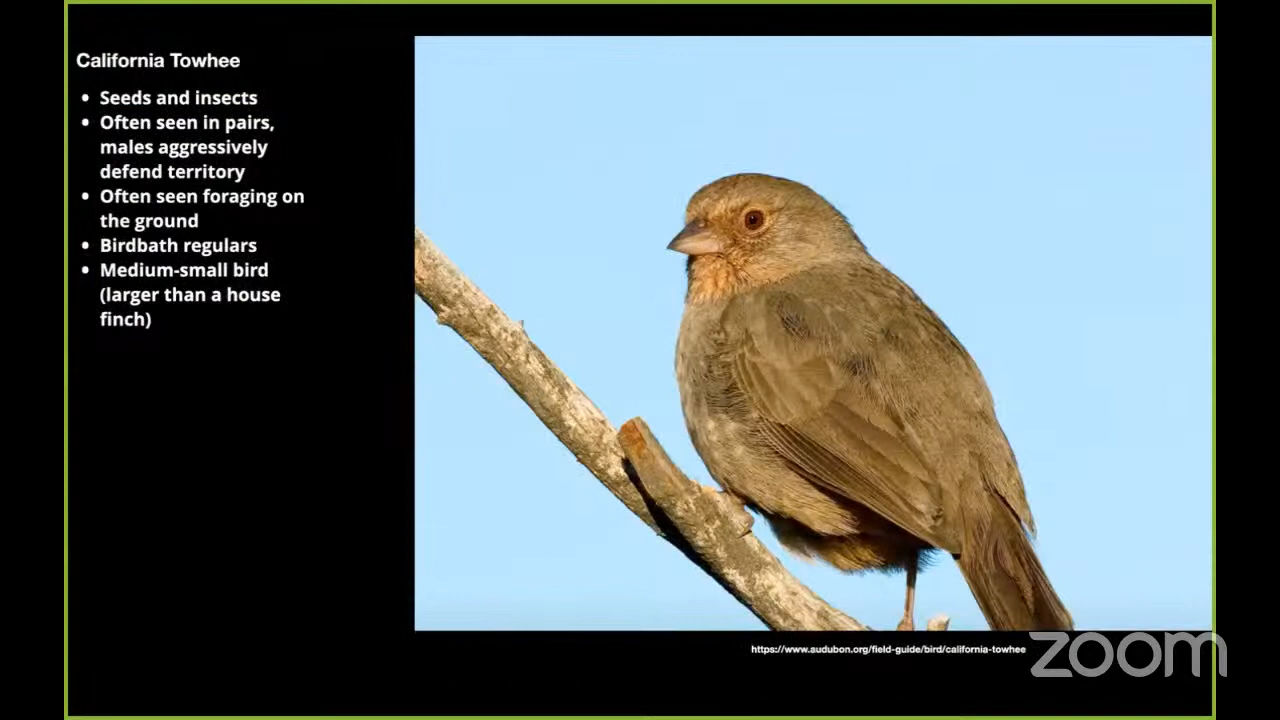 California Towhee
• Seeds and insects
• Often seen in pairs,
males aggressively
defend territory
• Often seen foraging on
the ground
• Birdbath regulars
• Medium-small bird
(larger than a house
finch)
https://www.audubon.org/field-guide/bird/california-towhee
zoom